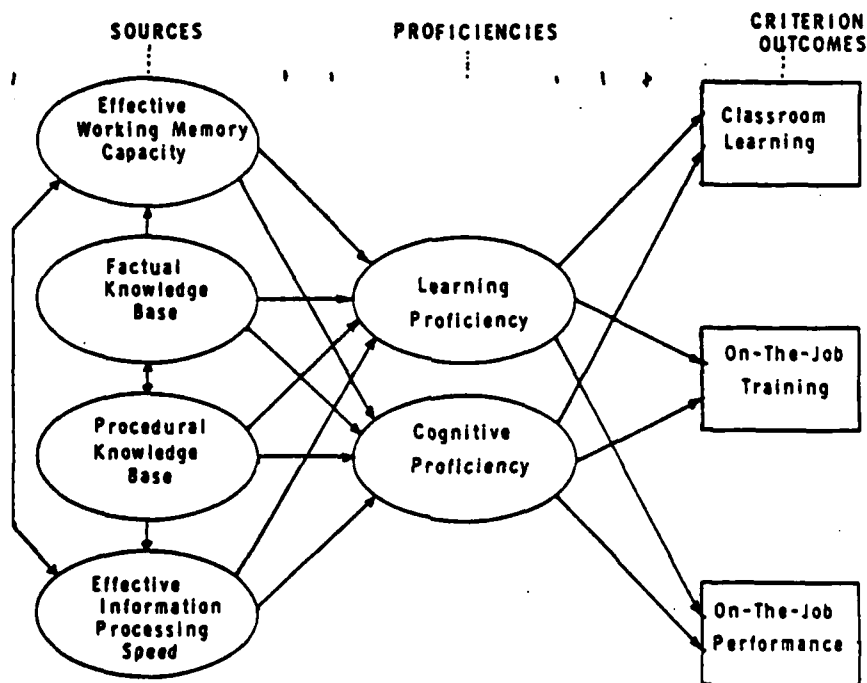 SOURCES
PROFICIENCIES
CRITERION
OUTCOMES
Effective
Working Memory
Capacity
Factual
Knowledge
Base
Procedural
Knowledge
Base
Effective
Information
Processing
Speed
Learning
Proficiency
Cognitive
Proficiency
Classroom
Learning
On-The-Job
Training
On-The-Job
Performance